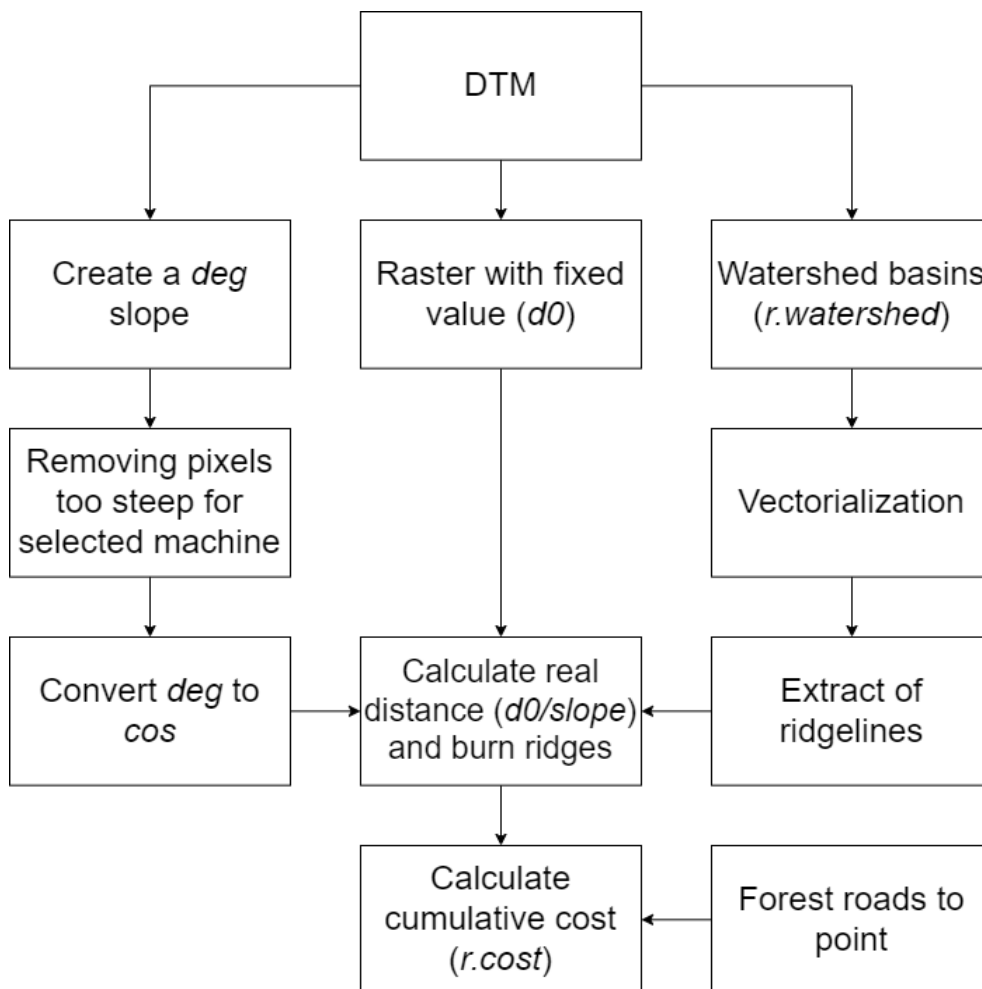 DTM
Create a deg
slope
Raster with fixed
value (d0)
Watershed basins
(r.watershed)
Removing pixels
too steep for
selected machine
Vectorialization
Convert deg to
cos
Calculate real
distance (d0/slope)
and burn ridges
Extract of
ridgelines
Calculate
cumulative cost
(r.cost)
Forest roads to
point